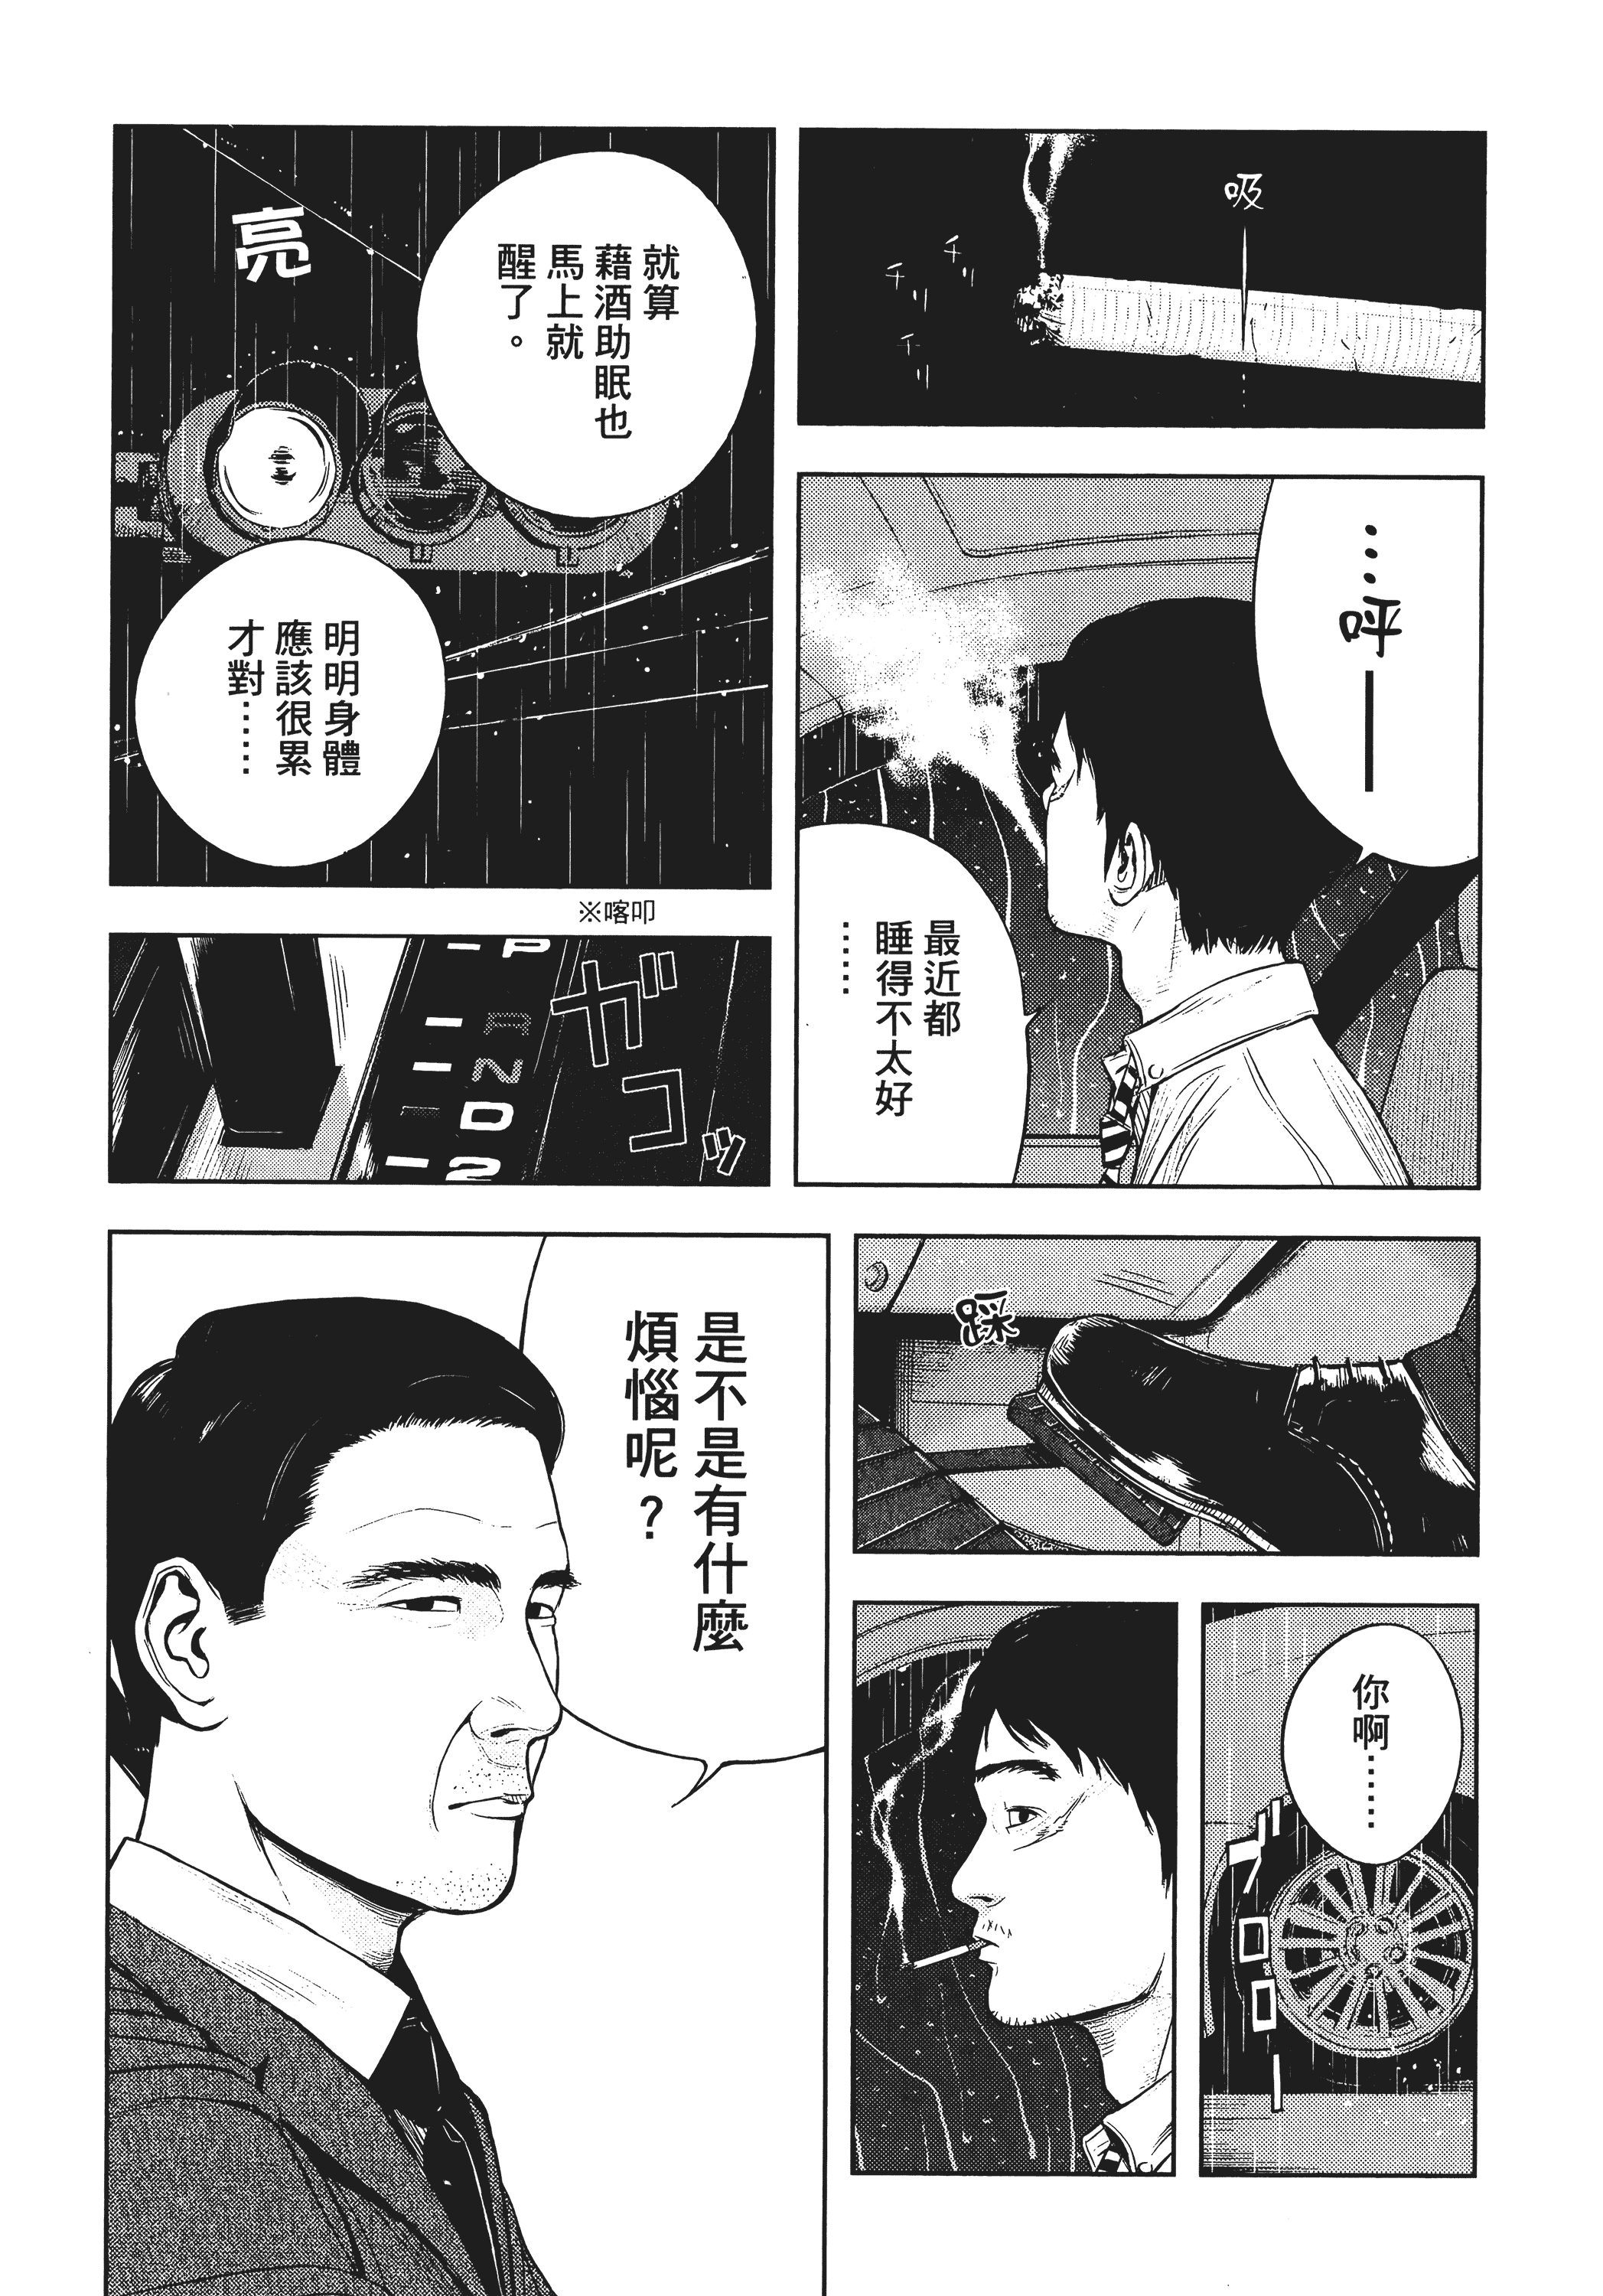 吸
チ
チ
チ
…呼——
最近都
睡得不太好
……
亮
就算
藉酒助眠也
馬上就
醒了。
明明身體
應該很累
才對……
※喀叩
ガコッ
P
R
N
D
2
踩
你啊……
ブロロ
是不是有什麼
煩惱呢？